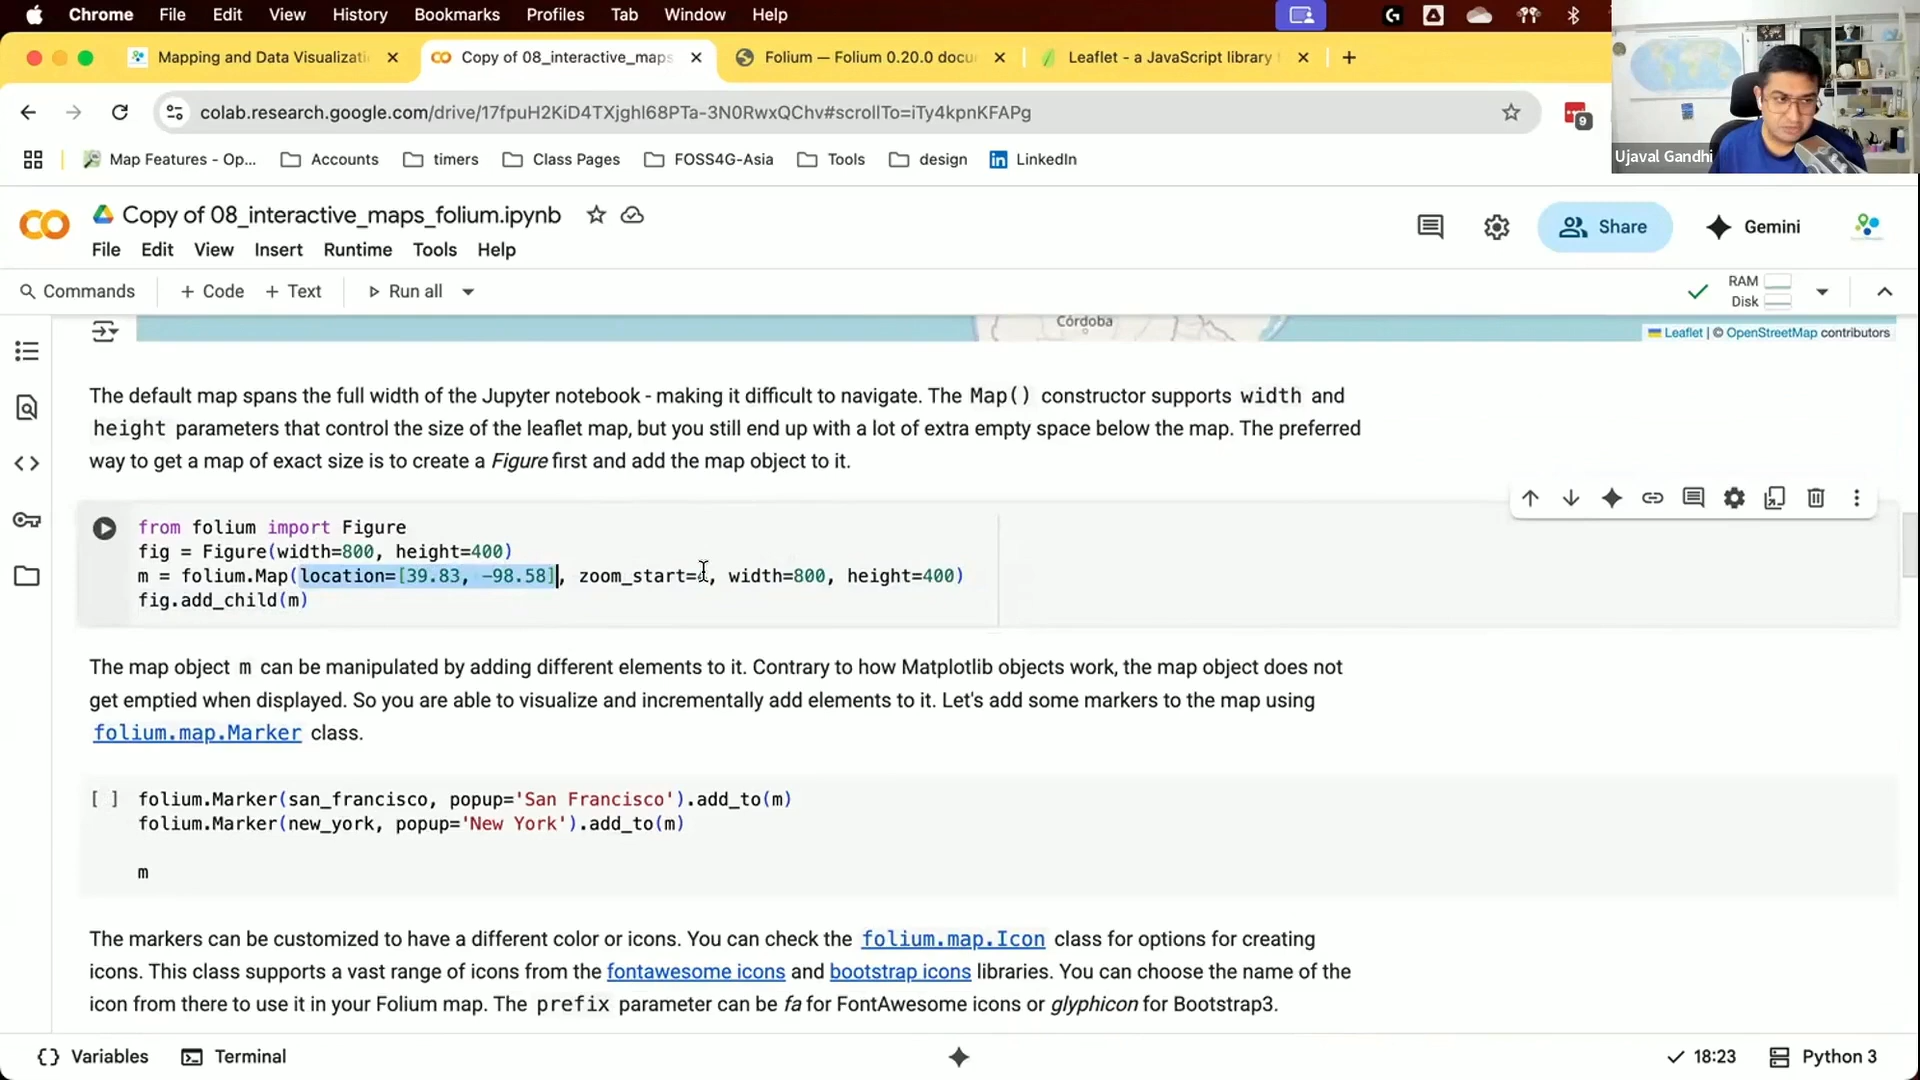 Chrome File Edit View History Bookmarks Profiles Tab Window Help
Mapping and Data Visualizati
Copy of 08_interactive_maps
Folium — Folium 0.20.0 docu
Leaflet - a JavaScript library
colab.research.google.com/drive/17fpuH2KiD4TXjghl68PTa-3N0RwxQChv#scrollTo=iTy4kpnKFAPg
9
Ujaval Gandhi
Map Features - Op... Accounts timers Class Pages FOSS4G-Asia Tools design LinkedIn
Copy of 08_interactive_maps_folium.ipynb
Share
Gemini
File Edit View Insert Runtime Tools Help
Commands + Code + Text Run all
RAM
Disk
Córdoba
Leaflet | © OpenStreetMap contributors
The default map spans the full width of the Jupyter notebook - making it difficult to navigate. The Map() constructor supports width and
height parameters that control the size of the leaflet map, but you still end up with a lot of extra empty space below the map. The preferred
way to get a map of exact size is to create a Figure first and add the map object to it.
from folium import Figure
fig = Figure(width=800, height=400)
m = folium.Map(location=[39.83, -98.58], zoom_start=, width=800, height=400)
fig.add_child(m)
The map object m can be manipulated by adding different elements to it. Contrary to how Matplotlib objects work, the map object does not
get emptied when displayed. So you are able to visualize and incrementally add elements to it. Let's add some markers to the map using
folium.map.Marker class.
[ ] folium.Marker(san_francisco, popup='San Francisco').add_to(m)
folium.Marker(new_york, popup='New York').add_to(m)
m
The markers can be customized to have a different color or icons. You can check the folium.map.Icon class for options for creating
icons. This class supports a vast range of icons from the fontawesome icons and bootstrap icons libraries. You can choose the name of the
icon from there to use it in your Folium map. The prefix parameter can be fa for FontAwesome icons or glyphicon for Bootstrap3.
{} Variables Terminal
18:23 Python 3